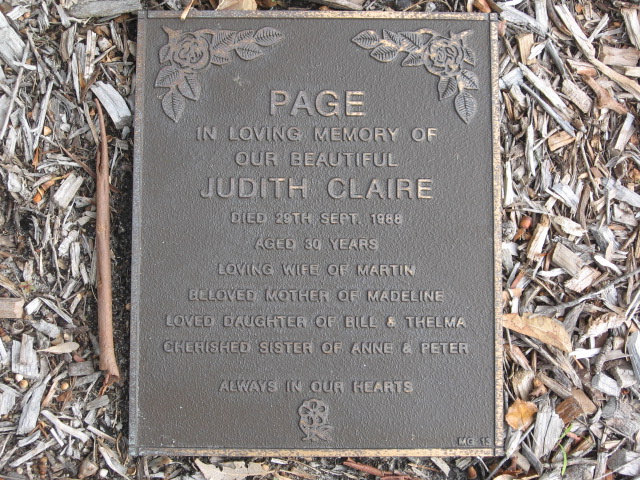 PAGE
IN LOVING MEMORY OF
OUR BEAUTIFUL
JUDITH CLAIRE
DIED 29TH SEPT. 1988
AGED 30 YEARS
LOVING WIFE OF MARTIN
BELOVED MOTHER OF MADELINE
LOVED DAUGHTER OF BILL & THELMA
CHERISHED SISTER OF ANNE & PETER
ALWAYS IN OUR HEARTS
MG 13